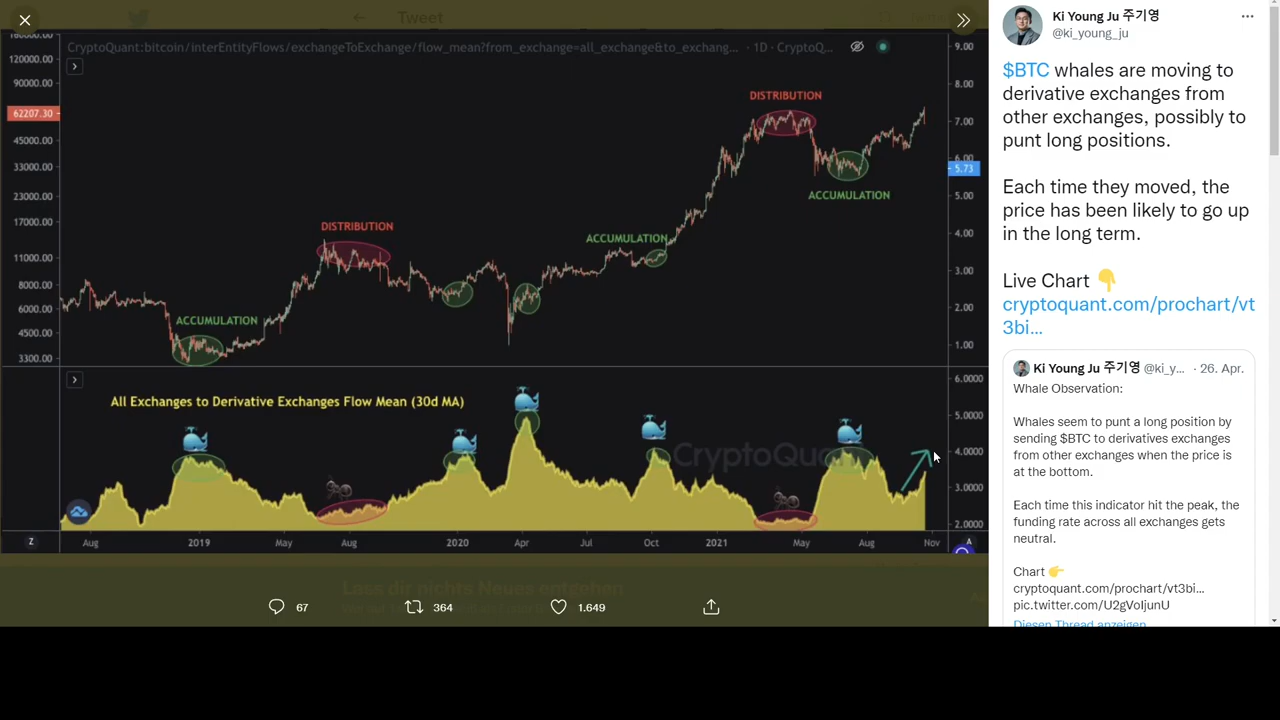 Tweet
CryptoQuant:bitcoin/interEntityFlows/exchangeToExchange/flow_mean?from_exchange=all_exchange&to_exchang... · 1D · CryptoQ...
120000.00
90000.00
62207.30
45000.00
33000.00
23000.00
17000.00
11000.00
8000.00
6000.00
4500.00
3300.00
9.00
8.00
7.00
6.00
5.73
5.00
4.00
3.00
2.00
1.00
DISTRIBUTION
ACCUMULATION
DISTRIBUTION
ACCUMULATION
ACCUMULATION
All Exchanges to Derivative Exchanges Flow Mean (30d MA)
CryptoQuant
6.0000
5.0000
4.0000
3.0000
2.0000
Z
Aug
2019
May
Aug
2020
Apr
Jul
Oct
2021
May
Aug
Nov
A
Lass dir nichts Neues entgehen
67
364
1.649
Ki Young Ju 주기영
@ki_young_ju
$BTC whales are moving to
derivative exchanges from
other exchanges, possibly to
punt long positions.
Each time they moved, the
price has been likely to go up
in the long term.
Live Chart 👇
cryptoquant.com/prochart/vt
3bi…
Ki Young Ju 주기영 @ki_y... · 26. Apr.
Whale Observation:
Whales seem to punt a long position by
sending $BTC to derivatives exchanges
from other exchanges when the price is
at the bottom.
Each time this indicator hit the peak, the
funding rate across all exchanges gets
neutral.
Chart 👉
cryptoquant.com/prochart/vt3bi…
pic.twitter.com/U2gVoIjunU
Diesen Thread anzeigen